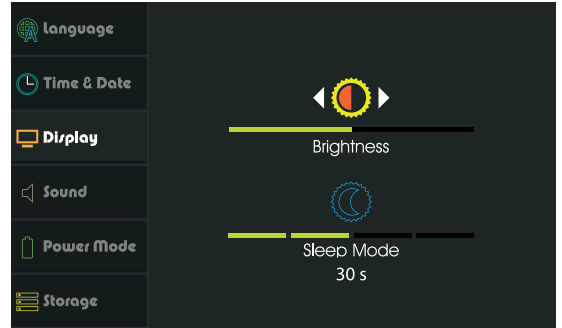 Language
Time & Date
Display
Sound
Power Mode
Storage
Brightness
Sleep Mode
30 s